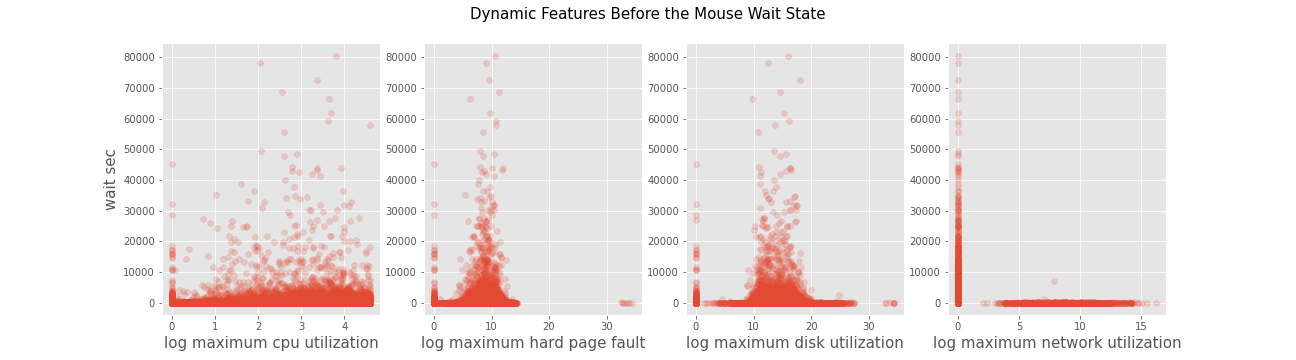 Dynamic Features Before the Mouse Wait State
80000 70000 60000 50000 40000 30000 20000 10000 0
80000 70000 60000 50000 40000 30000 20000 10000 0
80000 70000 60000 50000 40000 30000 20000 10000 0
80000 70000 60000 50000 40000 30000 20000 10000 0
wait sec
0 1 2 3 4
0 10 20 30
0 10 20 30
0 5 10 15
log maximum cpu utilization
log maximum hard page fault
log maximum disk utilization
log maximum network utilization